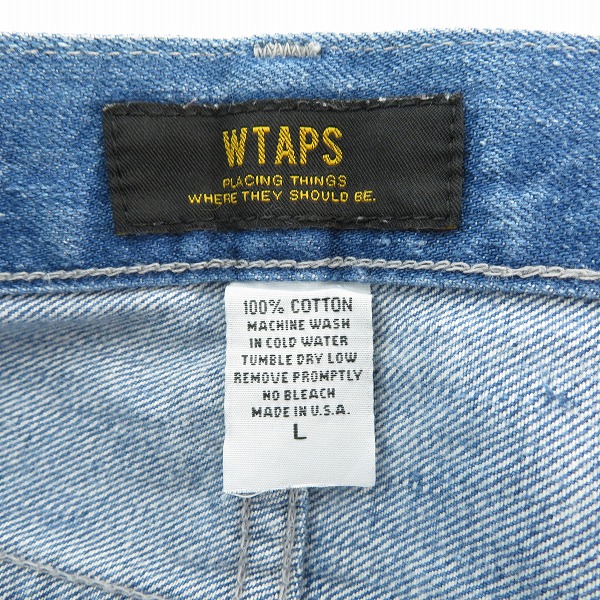 WTAPS
PLACING THINGS
WHERE THEY SHOULD BE.
100% COTTON
MACHINE WASH
IN COLD WATER
TUMBLE DRY LOW
REMOVE PROMPTLY
NO BLEACH
MADE IN U.S.A.
L